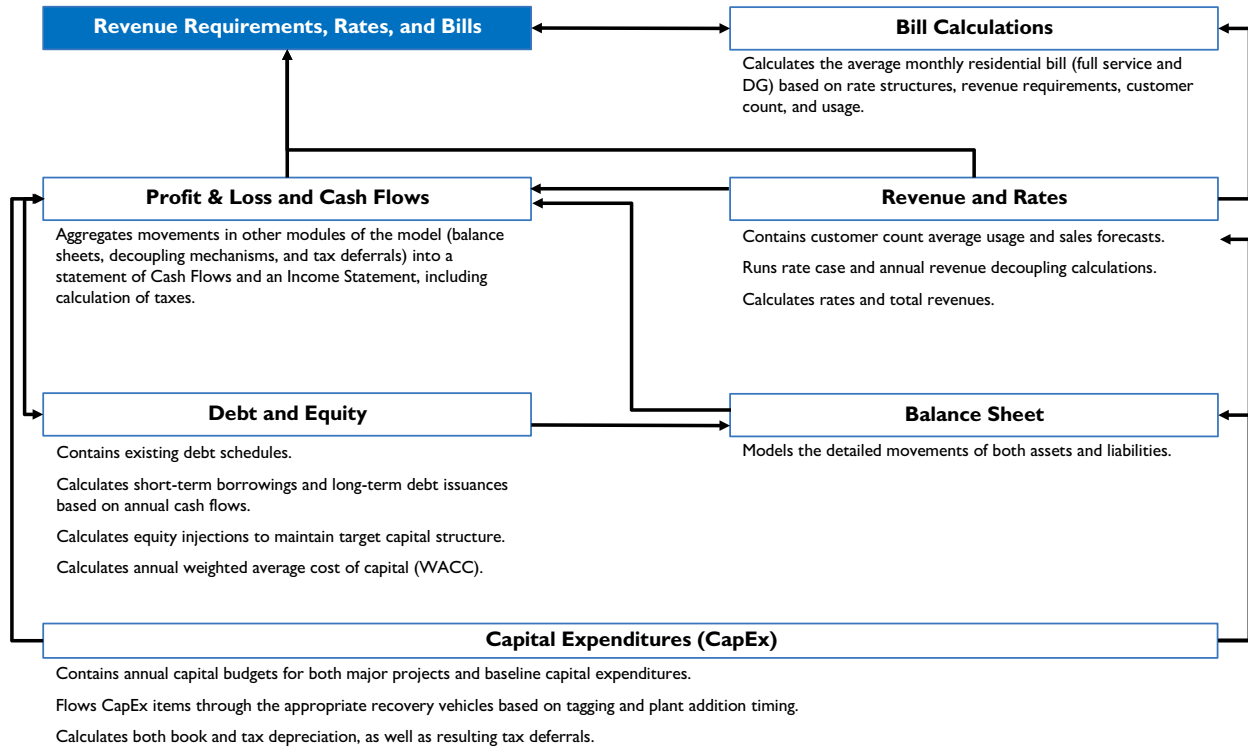 Revenue Requirements, Rates, and Bills
Bill Calculations
Calculates the average monthly residential bill (full service and
DG) based on rate structures, revenue requirements, customer
count, and usage.
Profit & Loss and Cash Flows
Aggregates movements in other modules of the model (balance
sheets, decoupling mechanisms, and tax deferrals) into a
statement of Cash Flows and an Income Statement, including
calculation of taxes.
Revenue and Rates
Contains customer count average usage and sales forecasts.
Runs rate case and annual revenue decoupling calculations.
Calculates rates and total revenues.
Debt and Equity
Contains existing debt schedules.
Calculates short-term borrowings and long-term debt issuances
based on annual cash flows.
Calculates equity injections to maintain target capital structure.
Calculates annual weighted average cost of capital (WACC).
Balance Sheet
Models the detailed movements of both assets and liabilities.
Capital Expenditures (CapEx)
Contains annual capital budgets for both major projects and baseline capital expenditures.
Flows CapEx items through the appropriate recovery vehicles based on tagging and plant addition timing.
Calculates both book and tax depreciation, as well as resulting tax deferrals.